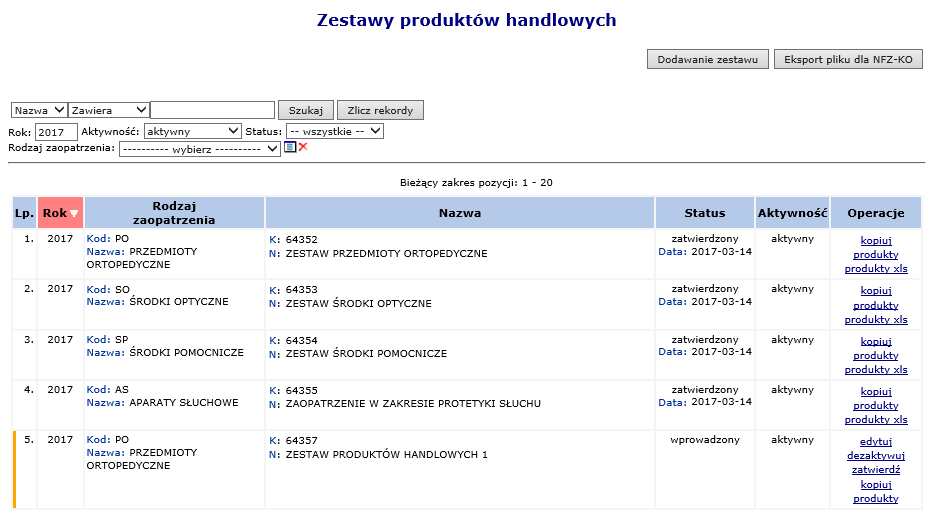 Zestawy produktów handlowych
Dodawanie zestawu Eksport pliku dla NFZ-KO
Nazwa Zawiera Szukaj Zlicz rekordy
Rok: 2017 Aktywność: aktywny Status: -- wszystkie --
Rodzaj zaopatrzenia: ---------- wybierz ----------
Bieżący zakres pozycji: 1 - 20
Lp. Rok Rodzaj zaopatrzenia Nazwa Status Aktywność Operacje
1. 2017 Kod: PO K: 64352 zatwierdzony aktywny kopiuj
Nazwa: PRZEDMIOTY N: ZESTAW PRZEDMIOTY ORTOPEDYCZNE Data: 2017-03-14 produkty
ORTOPEDYCZNE produkty xls
2. 2017 Kod: SO K: 64353 zatwierdzony aktywny kopiuj
Nazwa: ŚRODKI OPTYCZNE N: ZESTAW ŚRODKI OPTYCZNE Data: 2017-03-14 produkty
produkty xls
3. 2017 Kod: SP K: 64354 zatwierdzony aktywny kopiuj
Nazwa: ŚRODKI POMOCNICZE N: ZESTAW ŚRODKI POMOCNICZE Data: 2017-03-14 produkty
produkty xls
4. 2017 Kod: AS K: 64355 zatwierdzony aktywny kopiuj
Nazwa: APARATY SŁUCHOWE N: ZAOPATRZENIE W ZAKRESIE PROTETYKI SŁUCHU Data: 2017-03-14 produkty
produkty xls
5. 2017 Kod: PO K: 64357 wprowadzony aktywny edytuj
Nazwa: PRZEDMIOTY N: ZESTAW PRODUKTÓW HANDLOWYCH 1 dezaktywuj
ORTOPEDYCZNE zatwierdź
kopiuj
produkty